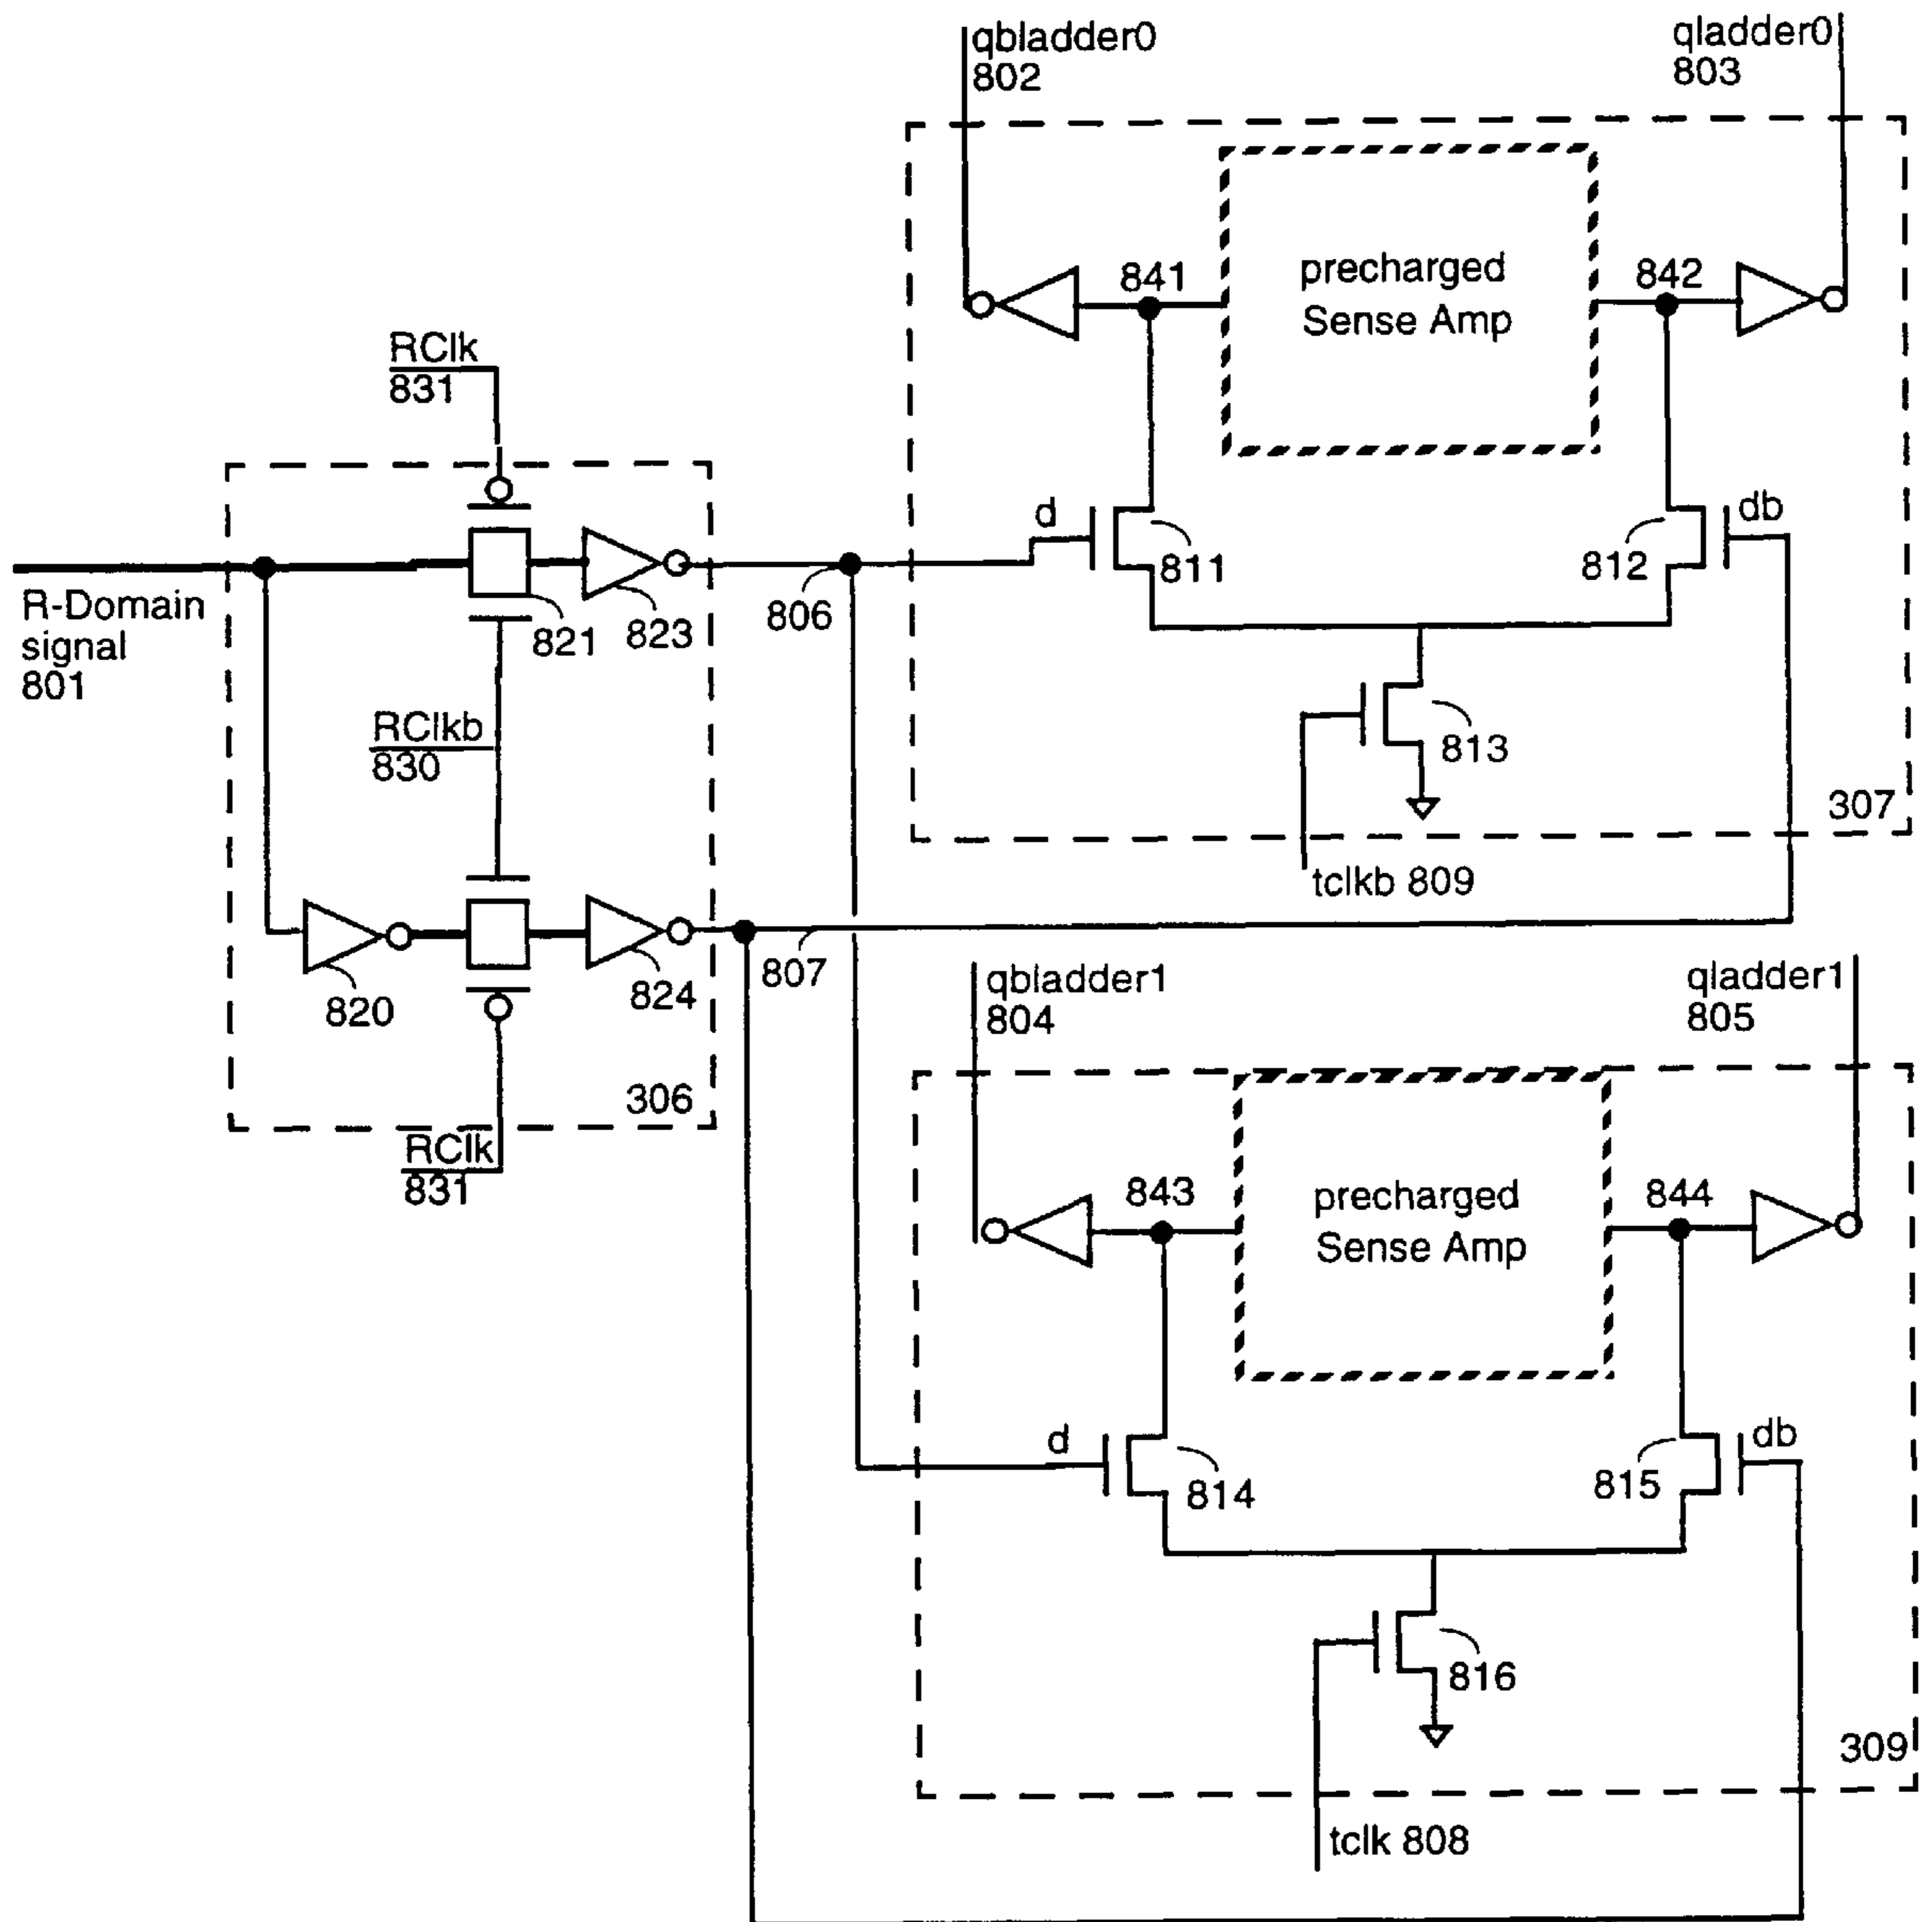 qbladder0
802
qladder0
803
841
precharged
Sense Amp
842
RClk
831
d
811
db
812
R-Domain
signal
801
821
823
806
RClkb
830
813
307
tclkb 809
820
824
807
306
RClk
831
qbladder1
804
qladder1
805
843
precharged
Sense Amp
844
d
814
db
815
816
309
tclk 808